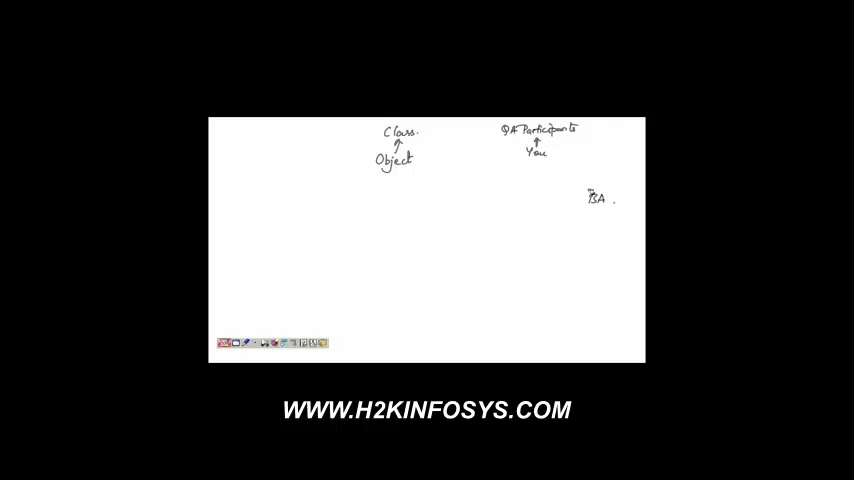 Class.
QA Participants
Object
You
BA.
WWW.H2KINFOSYS.COM